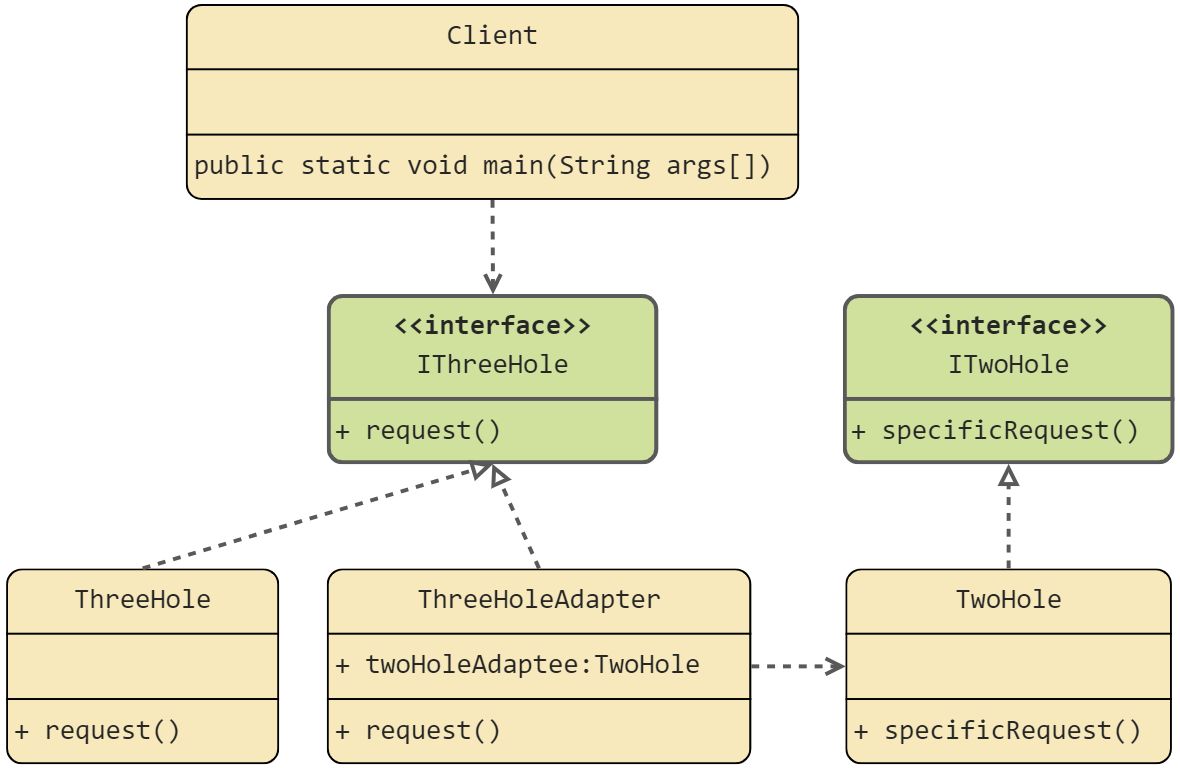 Client
public static void main(String args[])
<<interface>>
IThreeHole
+ request()
<<interface>>
ITwoHole
+ specificRequest()
ThreeHole
+ request()
ThreeHoleAdapter
+ twoHoleAdaptee:TwoHole
+ request()
TwoHole
+ specificRequest()